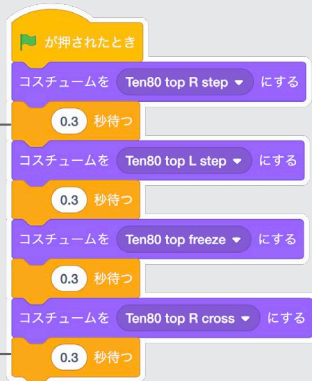 が押されたとき
コスチュームを Ten80 top R step にする
0.3 秒待つ
コスチュームを Ten80 top L step にする
0.3 秒待つ
コスチュームを Ten80 top freeze にする
0.3 秒待つ
コスチュームを Ten80 top R cross にする
0.3 秒待つ